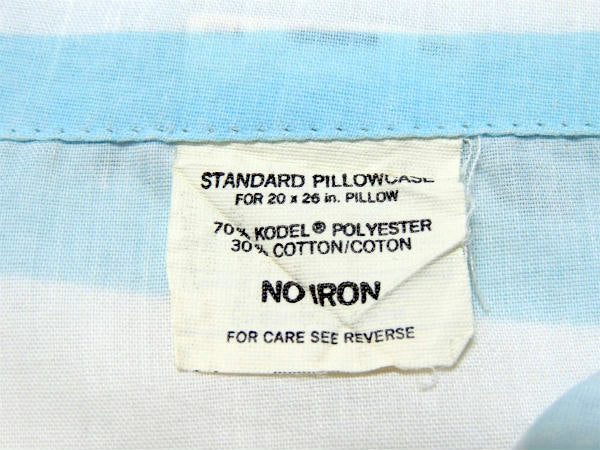 STANDARD PILLOWCASE
FOR 20 x 26 in. PILLOW
70% KODEL® POLYESTER
30% COTTON/COTON
NO IRON
FOR CARE SEE REVERSE